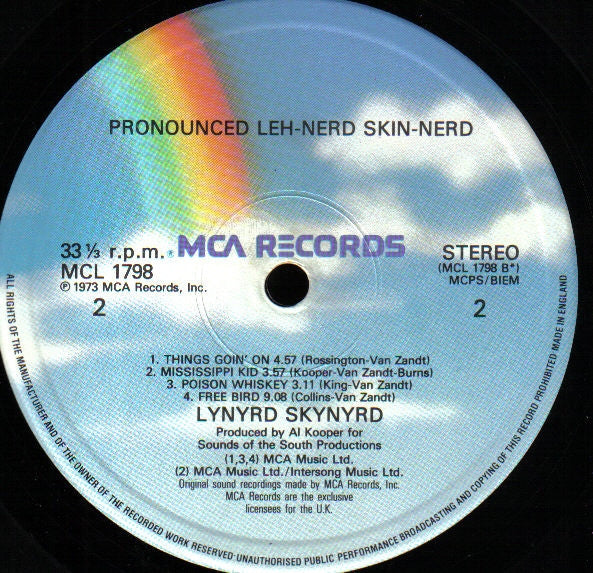 PRONOUNCED LEH-NERD SKIN-NERD
MCA RECORDS
33 ⅓ r.p.m.
MCL 1798
℗ 1973 MCA Records, Inc.
2
STEREO
(MCL 1798 B*)
MCPS/BIEM
2
1. THINGS GOIN' ON 4.57 (Rossington-Van Zandt)
2. MISSISSIPPI KID 3.57 (Kooper-Van Zandt-Burns)
3. POISON WHISKEY 3.11 (King-Van Zandt)
4. FREE BIRD 9.08 (Collins-Van Zandt)
LYNYRD SKYNYRD
Produced by Al Kooper for
Sounds of the South Productions
(1,3,4) MCA Music Ltd.
(2) MCA Music Ltd./Intersong Music Ltd.
Original sound recordings made by MCA Records, Inc.
MCA Records are the exclusive
licensees for the U.K.
ALL RIGHTS OF THE MANUFACTURER AND OF THE OWNER OF THE RECORDED WORK RESERVED·UNAUTHORISED PUBLIC PERFORMANCE BROADCASTING AND COPYING OF THIS RECORD PROHIBITED MADE IN ENGLAND